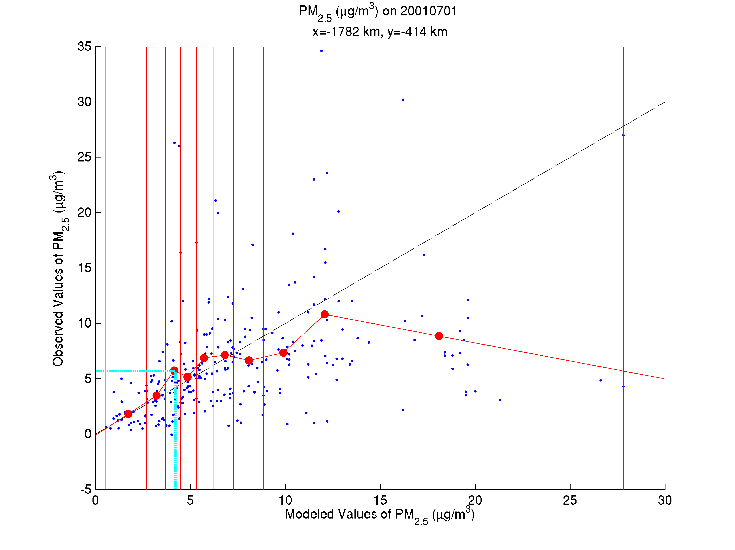 PM2.5 (μg/m3) on 20010701
x=-1782 km, y=-414 km
35
30
25
20
15
10
5
0
-5
Observed Values of PM2.5 (μg/m3)
0 5 10 15 20 25 30
Modeled Values of PM2.5 (μg/m3)